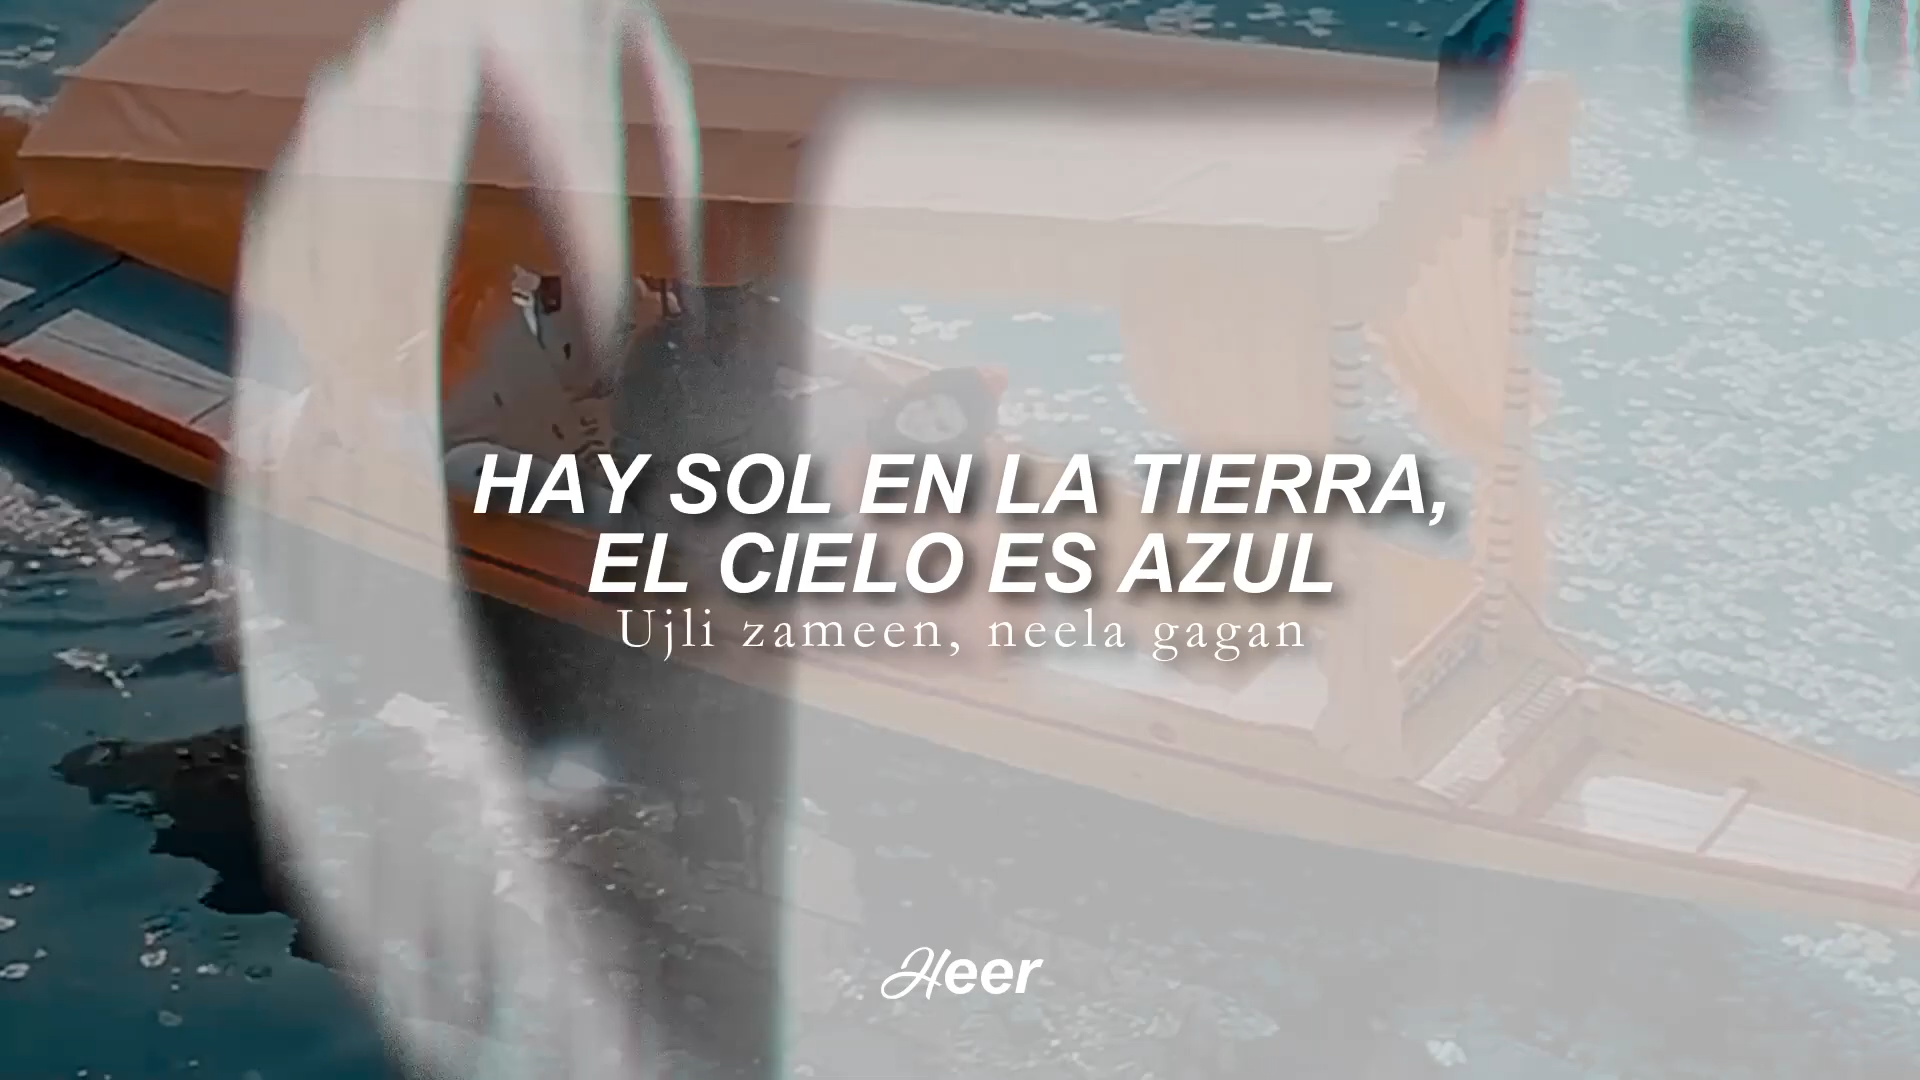 HAY SOL EN LA TIERRA,
EL CIELO ES AZUL
Ujli zameen, neela gagan
Heer